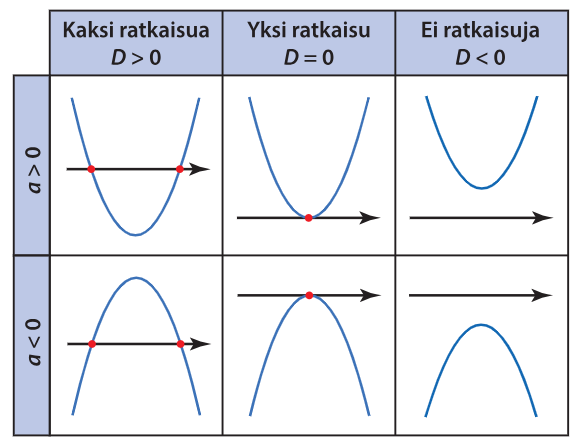 Kaksi ratkaisua
D > 0
Yksi ratkaisu
D = 0
Ei ratkaisuja
D < 0
a > 0
a < 0